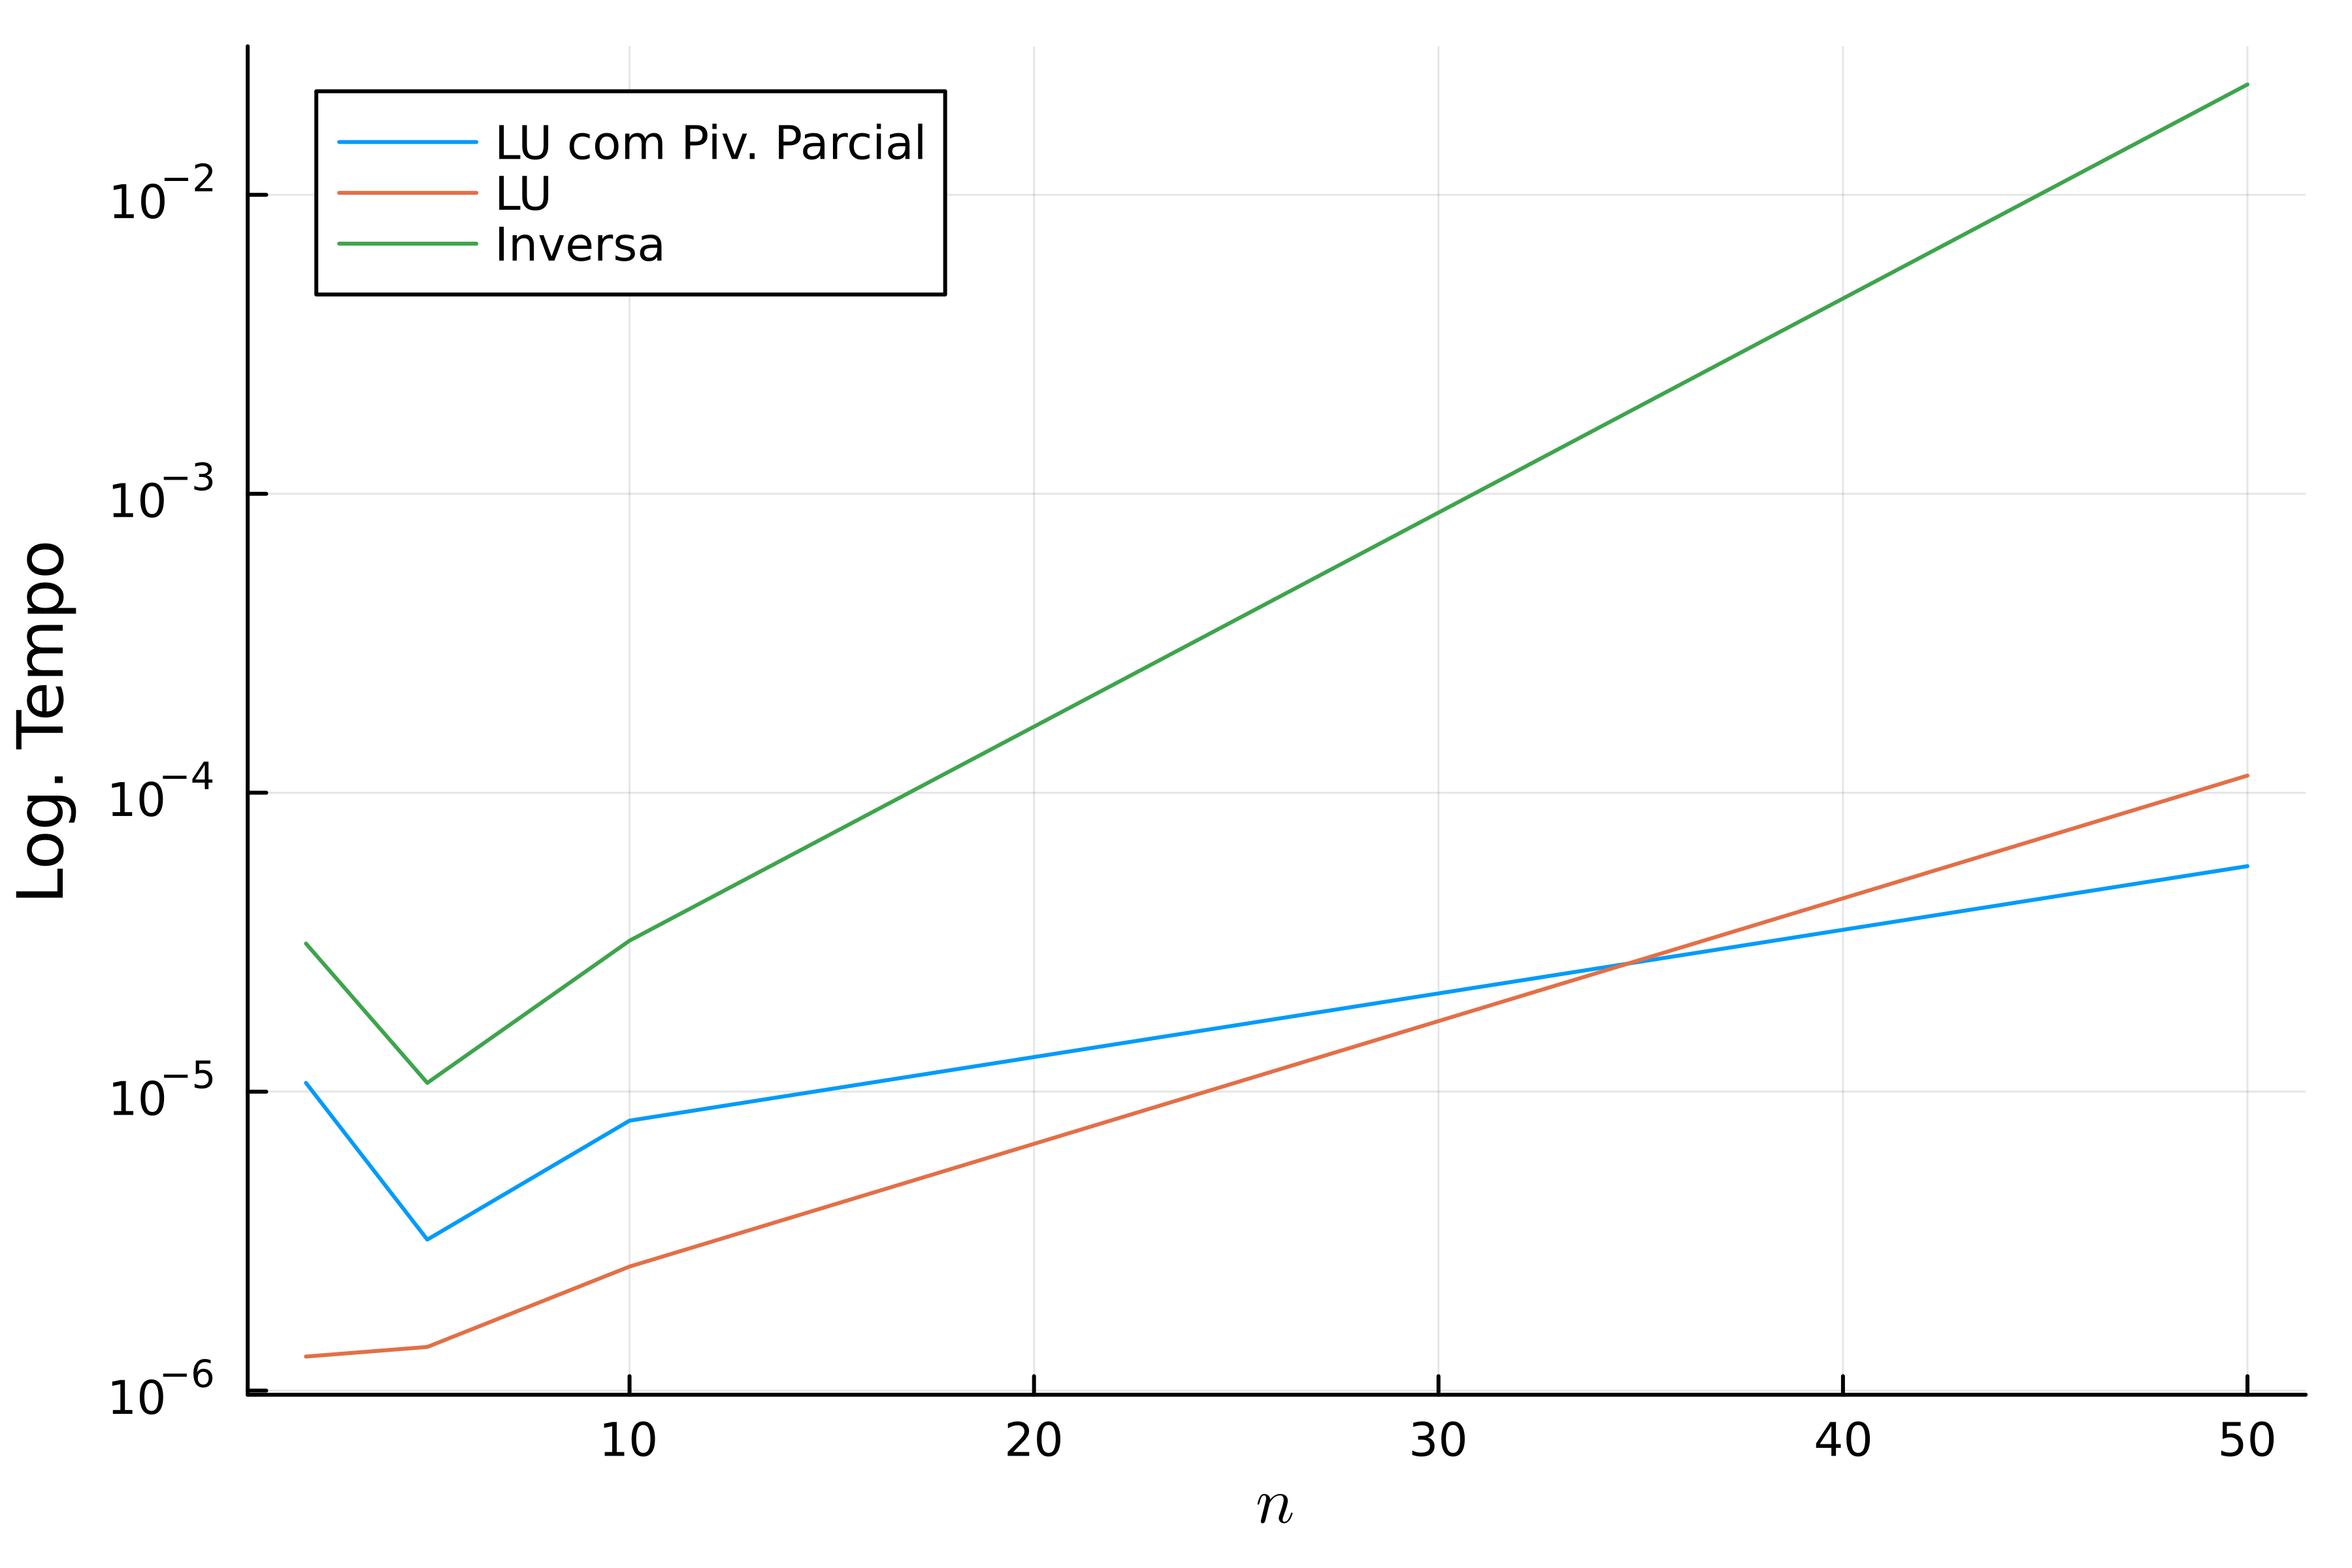 LU com Piv. Parcial
LU
Inversa
10⁻²
10⁻³
10⁻⁴
10⁻⁵
10⁻⁶
Log. Tempo
10 20 30 40 50
n